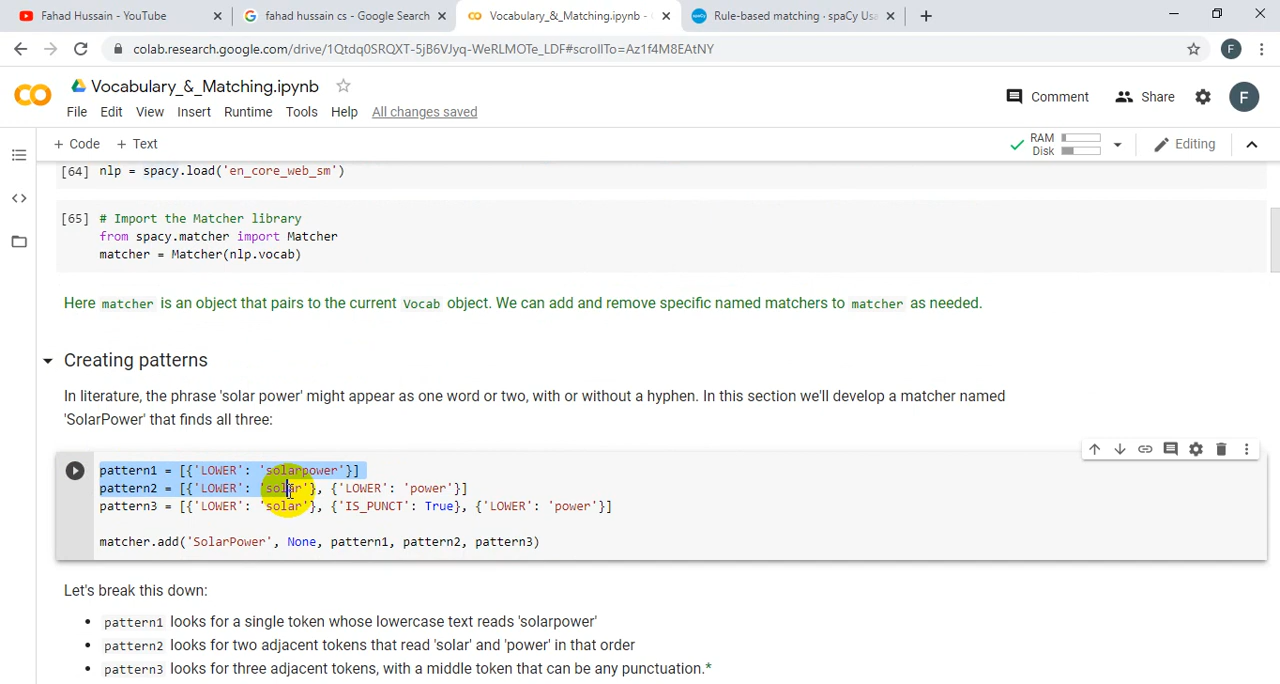 Fahad Hussain - YouTube
fahad hussain cs - Google Search
Vocabulary_&_Matching.ipynb -
Rule-based matching · spaCy Usa
colab.research.google.com/drive/1Qtdq0SRQXT-5jB6VJyq-WeRLMOTe_LDF#scrollTo=Az1f4M8EAtNY
F
Vocabulary_&_Matching.ipynb
Comment
Share
F
File Edit View Insert Runtime Tools Help All changes saved
+ Code + Text
RAM
Disk
Editing
[64] nlp = spacy.load('en_core_web_sm')
[65] # Import the Matcher library
from spacy.matcher import Matcher
matcher = Matcher(nlp.vocab)
Here matcher is an object that pairs to the current Vocab object. We can add and remove specific named matchers to matcher as needed.
Creating patterns
In literature, the phrase 'solar power' might appear as one word or two, with or without a hyphen. In this section we'll develop a matcher named
'SolarPower' that finds all three:
pattern1 = [{'LOWER': 'solarpower'}]
pattern2 = [{'LOWER': 'solar'}, {'LOWER': 'power'}]
pattern3 = [{'LOWER': 'solar'}, {'IS_PUNCT': True}, {'LOWER': 'power'}]
matcher.add('SolarPower', None, pattern1, pattern2, pattern3)
Let's break this down:
• pattern1 looks for a single token whose lowercase text reads 'solarpower'
• pattern2 looks for two adjacent tokens that read 'solar' and 'power' in that order
• pattern3 looks for three adjacent tokens, with a middle token that can be any punctuation.*